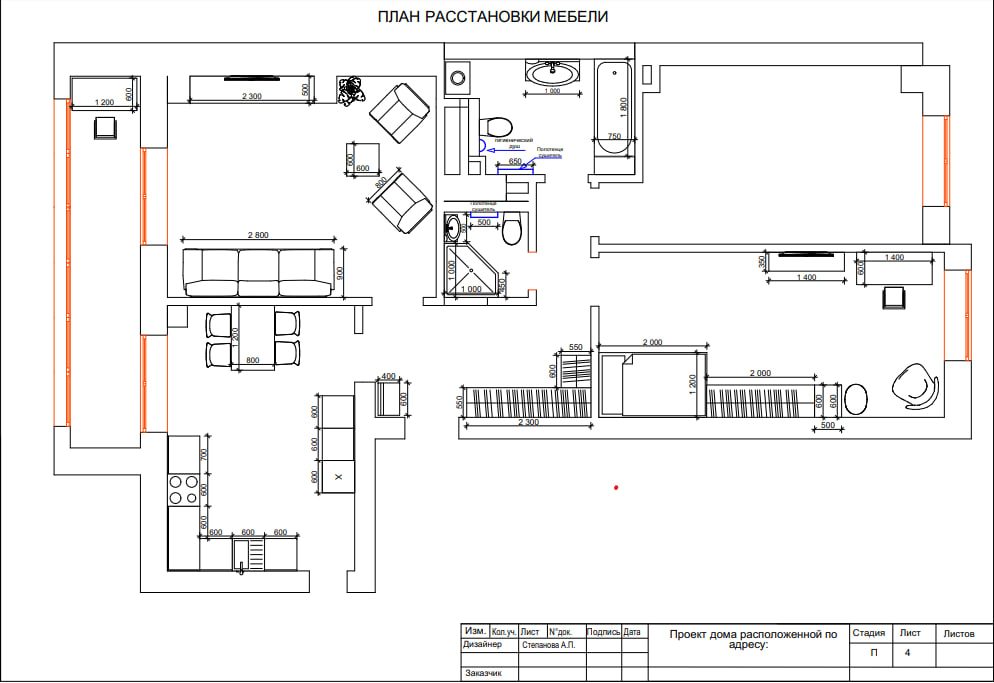 ПЛАН РАССТАНОВКИ МЕБЕЛИ
1 200
600
2 300
500
600
600
800
2 800
900
1 000
1 800
750
гигиенический
душ
Полотенце
сушитель
650
Полотенце
сушитель
500
1 000
1 000
450
350
1 400
1 400
600
1 200
800
400
600
550
600
550
2 300
2 000
1 200
2 000
600
600
500
600
600
600
X
700
600
600
600
600
600
Изм.
Кол.уч.
Лист
N°док.
Подпись
Дата
Дизайнер
Степанова А.П.
Заказчик
Проект дома расположенной по
адресу:
Стадия
Лист
Листов
П
4